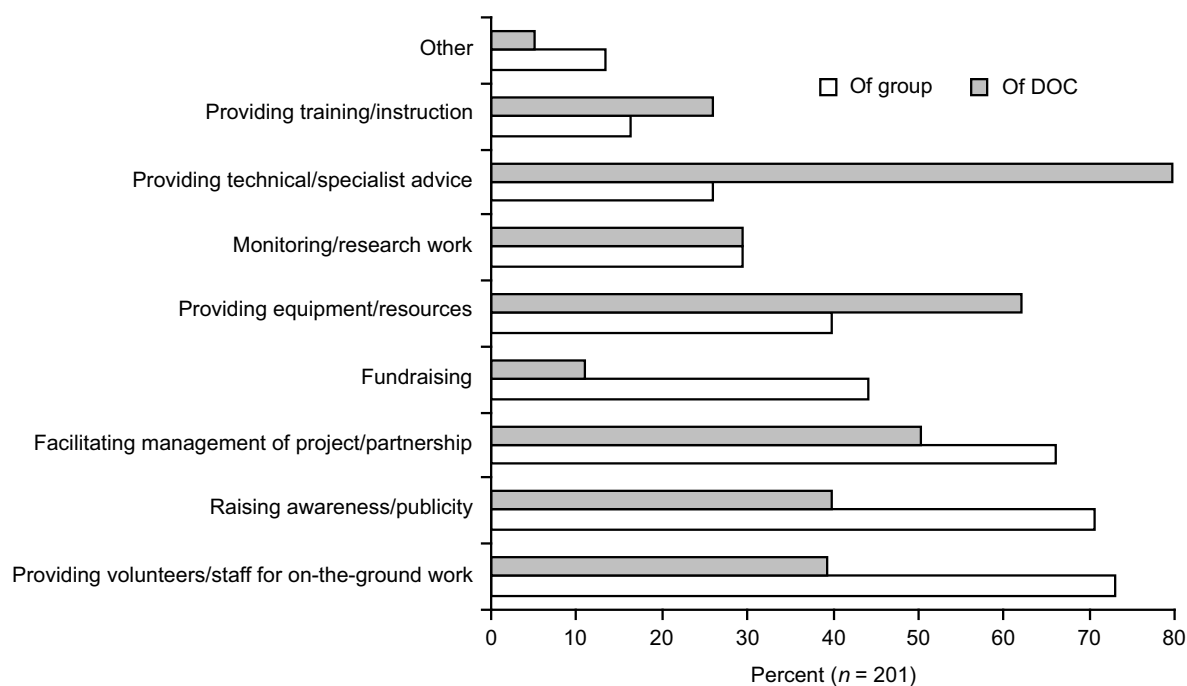 Other
Of group
Of DOC
Providing training/instruction
Providing technical/specialist advice
Monitoring/research work
Providing equipment/resources
Fundraising
Facilitating management of project/partnership
Raising awareness/publicity
Providing volunteers/staff for on-the-ground work
0 10 20 30 40 50 60 70 80
Percent (n = 201)